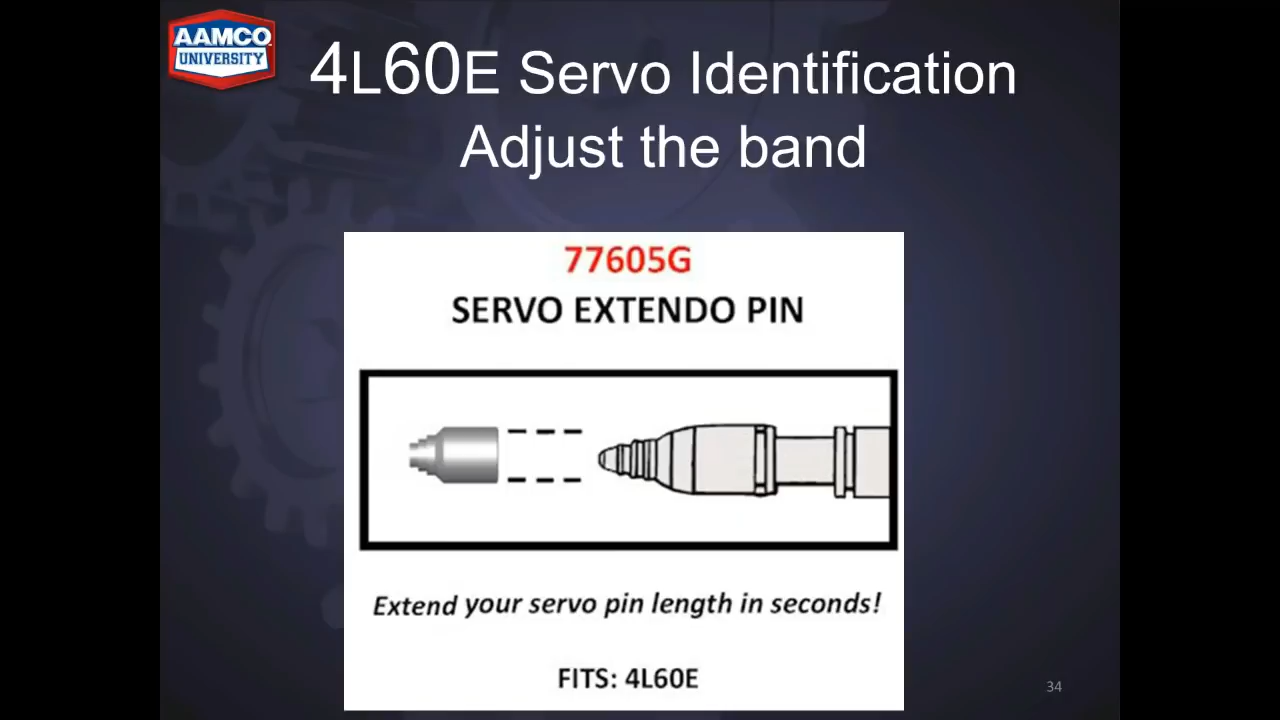 AAMCO
UNIVERSITY
4L60E Servo Identification
Adjust the band
77605G
SERVO EXTENDO PIN
Extend your servo pin length in seconds!
FITS: 4L60E
34